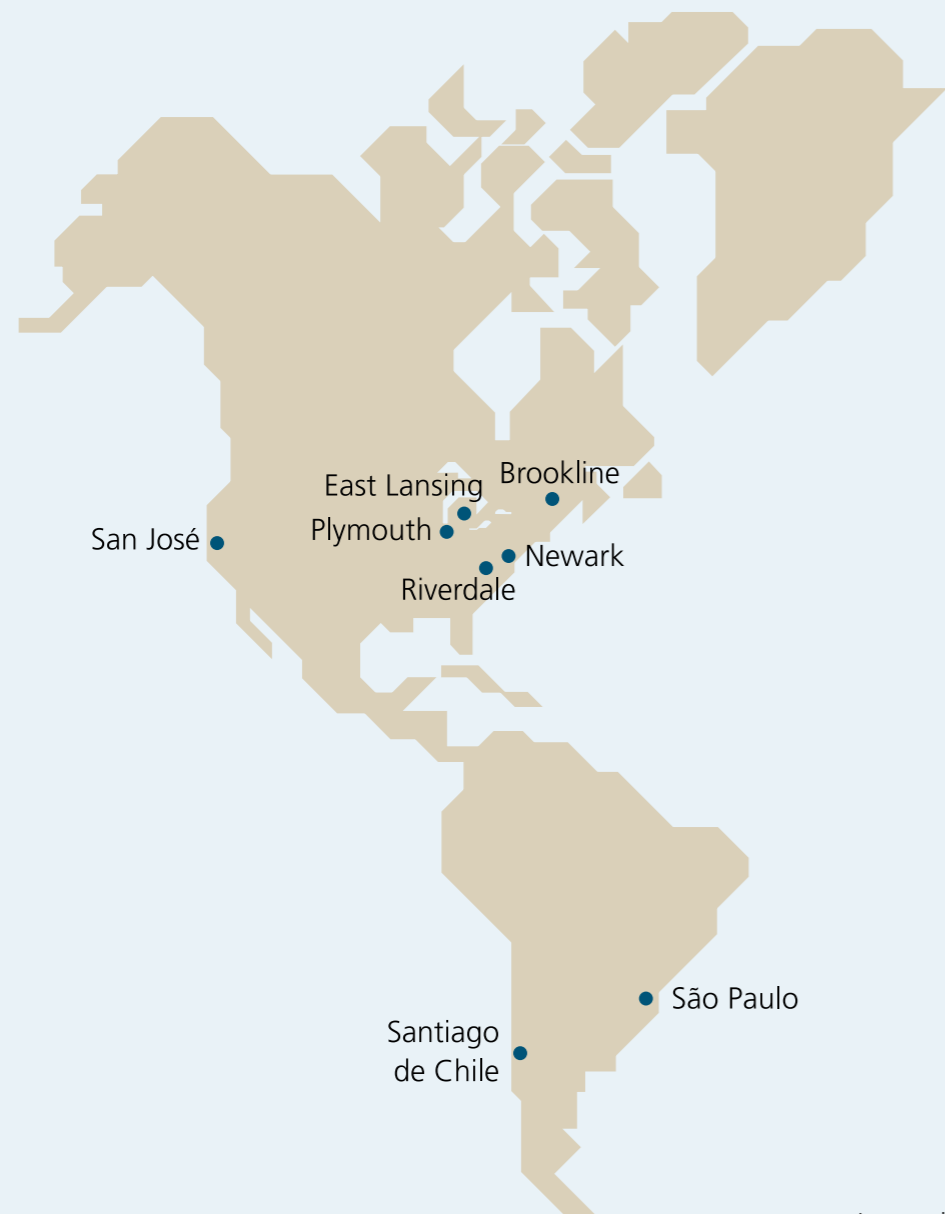 Brookline
East Lansing
Plymouth
San José
Newark
Riverdale
São Paulo
Santiago
de Chile